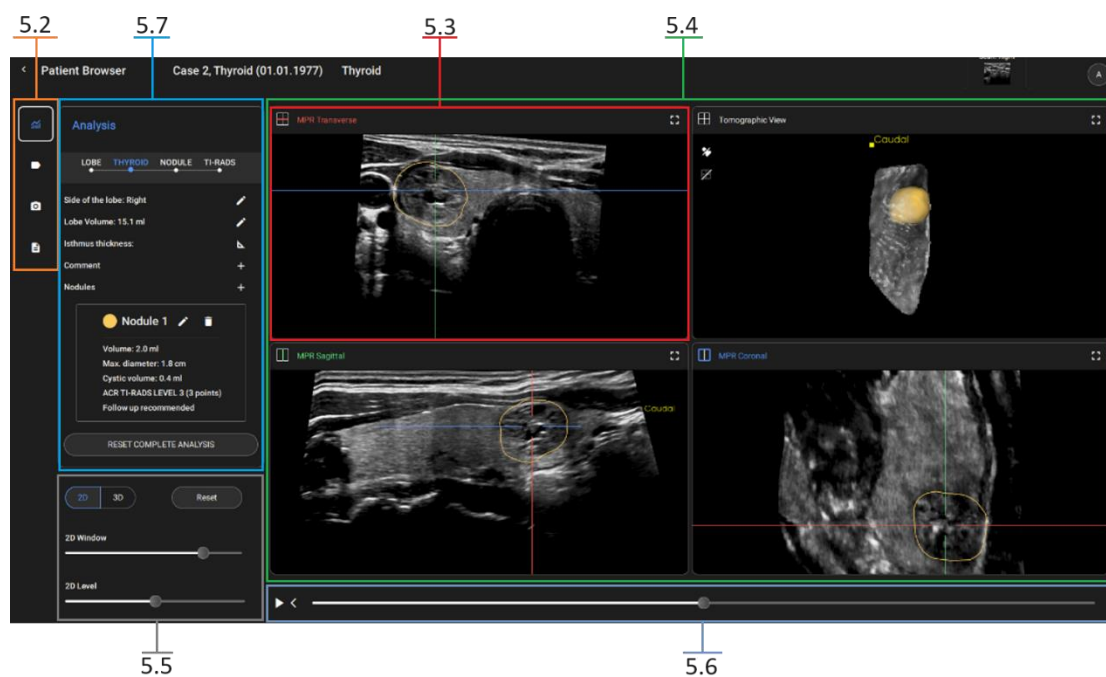 5.2 5.7 5.3 5.4
Patient Browser Case 2, Thyroid (01.01.1977) Thyroid
A
Analysis
LOBE THYROID NODULE TI-RADS
Side of the lobe: Right
Lobe Volume: 15.1 ml
Isthmus thickness:
Comment
Nodules
Nodule 1
Volume: 2.0 ml
Max. diameter: 1.8 cm
Cystic volume: 0.4 ml
ACR TI-RADS LEVEL 3 (3 points)
Follow up recommended
RESET COMPLETE ANALYSIS
2D 3D Reset
2D Window
2D Level
MPR Transverse
Tomographic View
Caudal
MPR Sagittal
Caudal
MPR Coronal
5.5 5.6